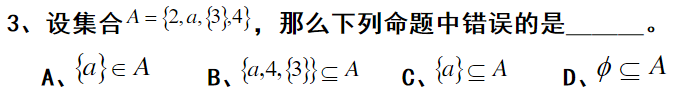 3、设集合A = {2, a, {3}, 4}，那么下列命题中错误的是______。
A、{a} ∈ A B、{a,4,{3}} ⊆ A C、{a} ⊆ A D、ϕ ⊆ A